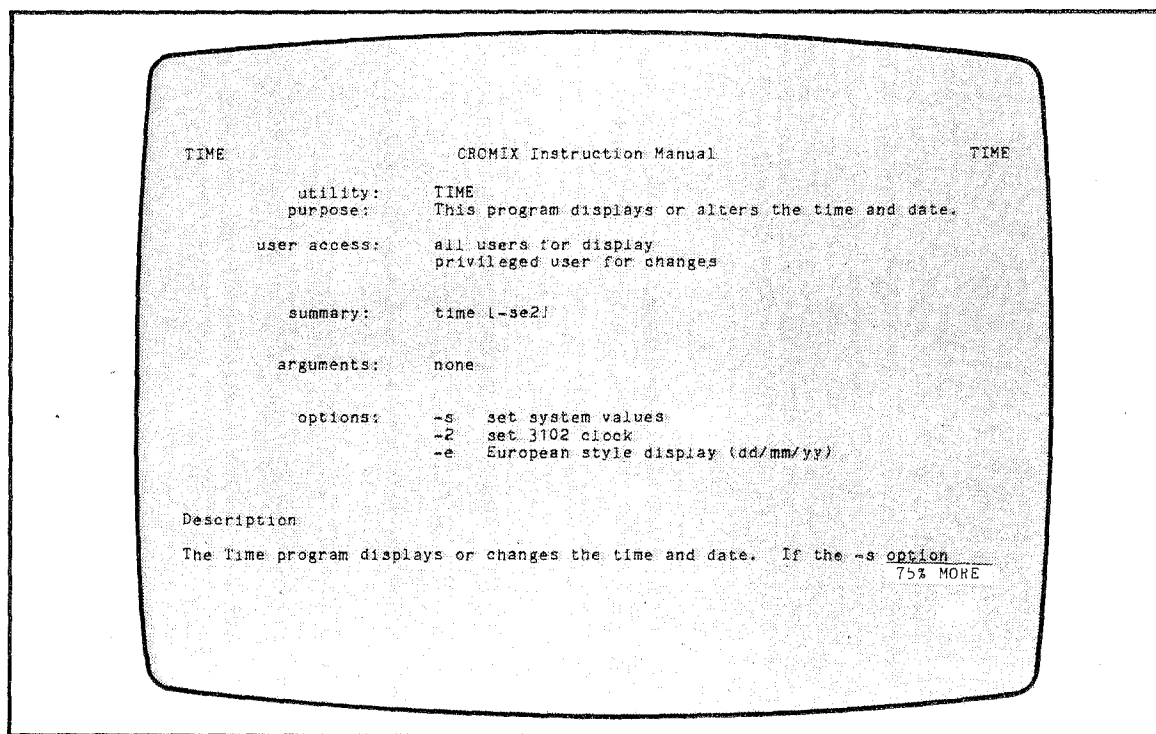 TIME CROMIX Instruction Manual TIME
utility: TIME
purpose: This program displays or alters the time and date.
user access: all users for display
privileged user for changes
summary: time [-se2]
arguments: none
options: -s set system values
-2 set 3102 clock
-e European style display (dd/mm/yy)
Description
The Time program displays or changes the time and date. If the -s option
75% MORE